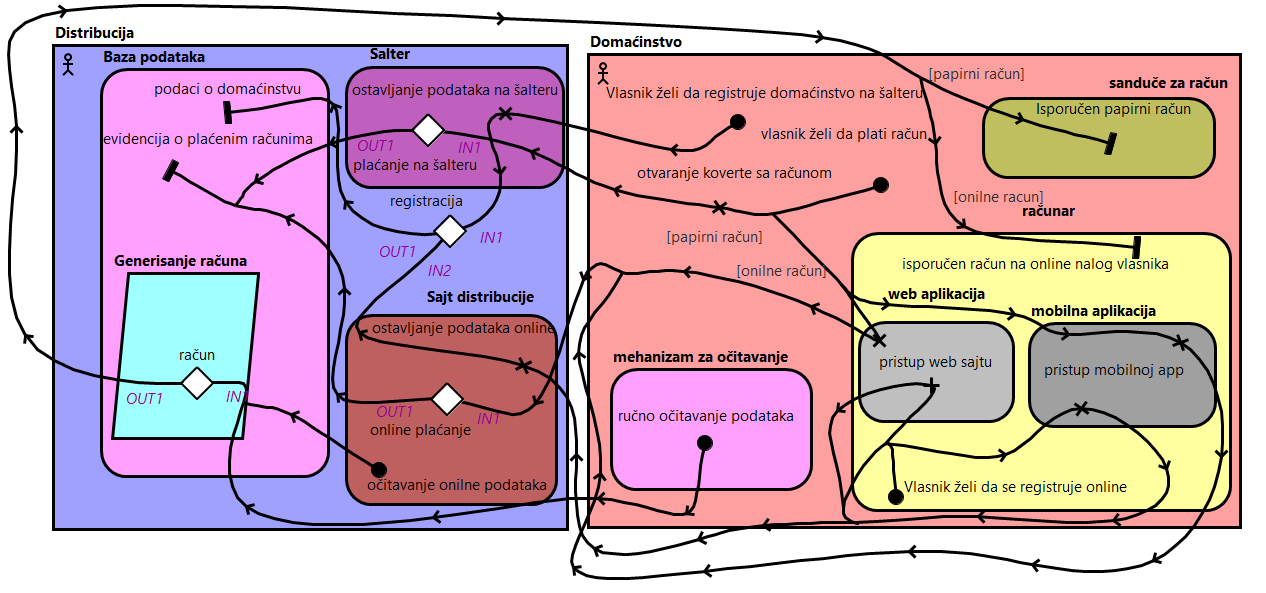 Distribucija
Baza podataka
podaci o domaćinstvu
evidencija o plaćenim računima
Generisanje računa
račun
OUT1
IN1
Salter
ostavljanje podataka na šalteru
OUT1
IN1
plaćanje na šalteru
registracija
OUT1
IN1
IN2
Sajt distribucije
ostavljanje podataka online
OUT1
IN1
online plaćanje
očitavanje onilne podataka
Domaćinstvo
Vlasnik želi da registruje domaćinstvo na šalteru
vlasnik želi da plati račun
otvaranje koverte sa računom
[papirni račun]
[onilne račun]
[papirni račun]
sanduče za račun
Isporučen papirni račun
[onilne racun]
računar
isporučen račun na online nalog vlasnika
web aplikacija
pristup web sajtu
mobilna aplikacija
pristup mobilnoj app
Vlasnik želi da se registruje online
mehanizam za očitavanje
ručno očitavanje podataka